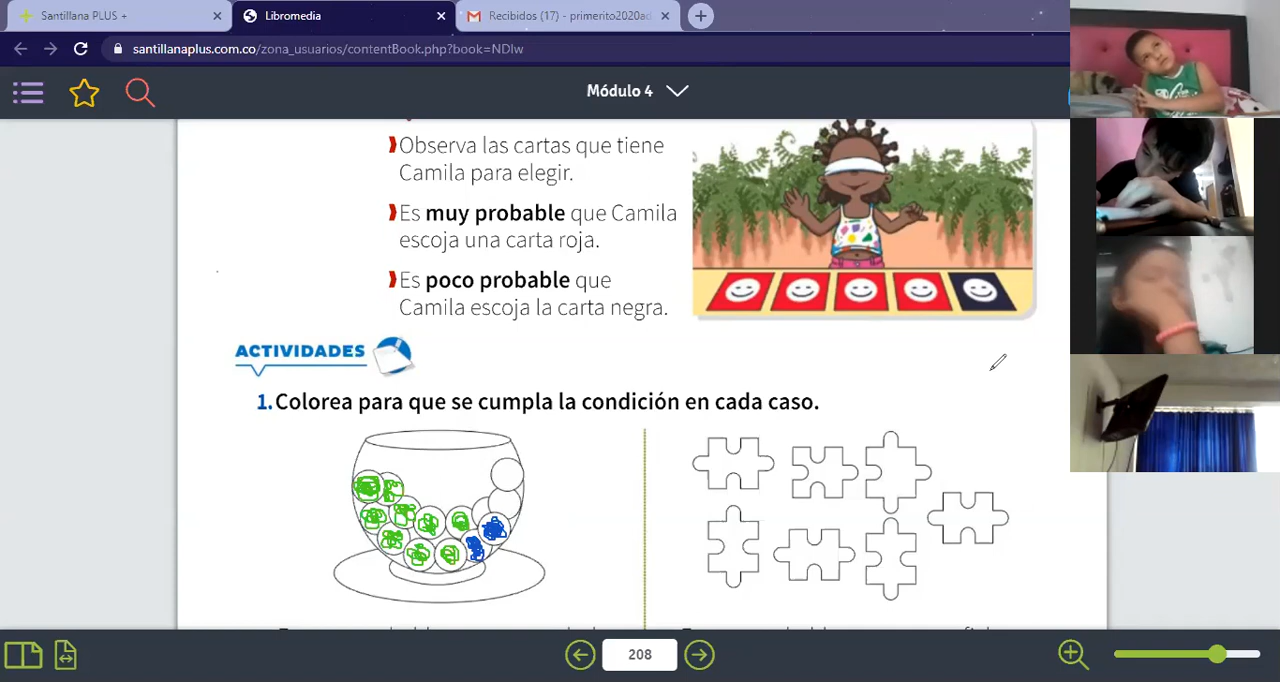 Santillana PLUS +
Libromedia
Recibidos (17) - primerito2020ad
santillanaplus.com.co/zona_usuarios/contentBook.php?book=NDIw
Módulo 4
Observa las cartas que tiene
Camila para elegir.
Es muy probable que Camila
escoja una carta roja.
Es poco probable que
Camila escoja la carta negra.
ACTIVIDADES
1. Colorea para que se cumpla la condición en cada caso.
208